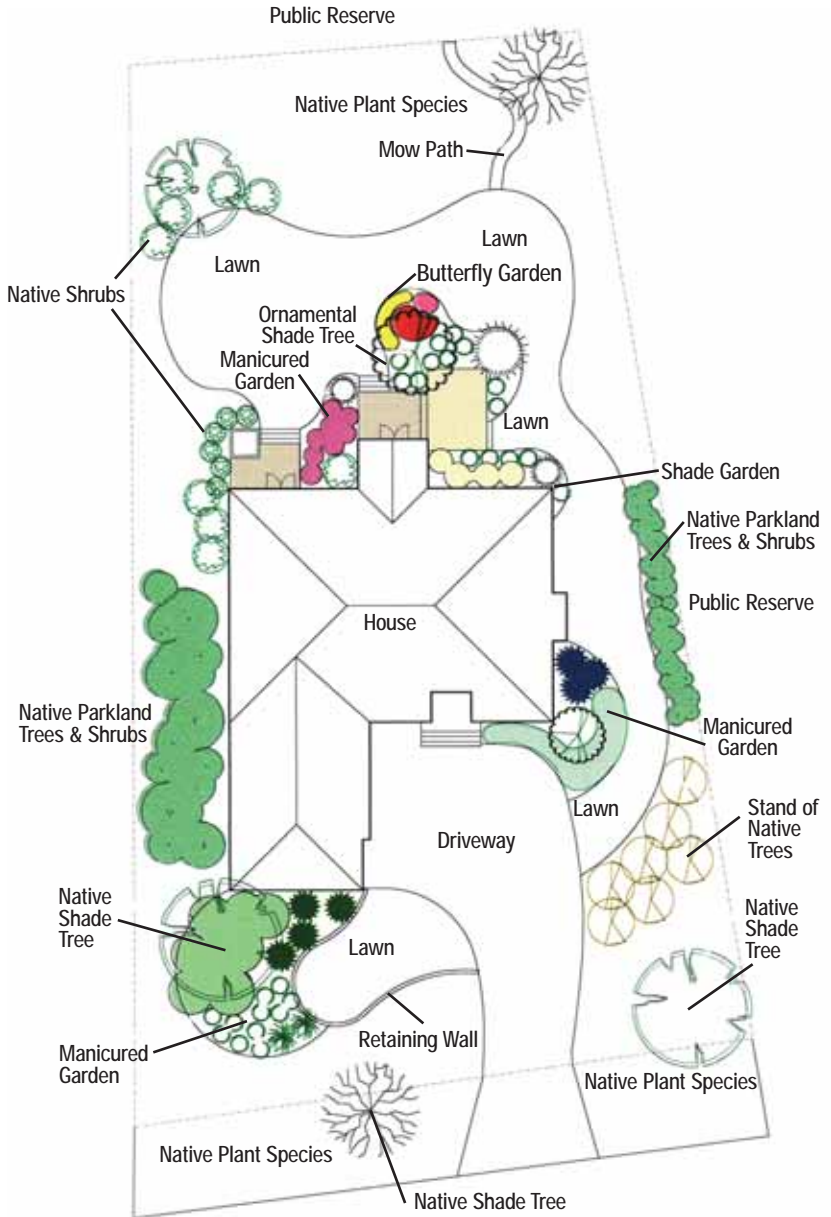 Public Reserve
Native Plant Species
Mow Path
Lawn
Lawn
Butterfly Garden
Native Shrubs
Ornamental
Shade Tree
Manicured
Garden
Lawn
Shade Garden
Native Parkland
Trees & Shrubs
Public Reserve
House
Native Parkland
Trees & Shrubs
Manicured
Garden
Lawn
Stand of
Native
Trees
Driveway
Native
Shade
Tree
Native
Shade
Tree
Lawn
Retaining Wall
Manicured
Garden
Native Plant Species
Native Plant Species
Native Shade Tree